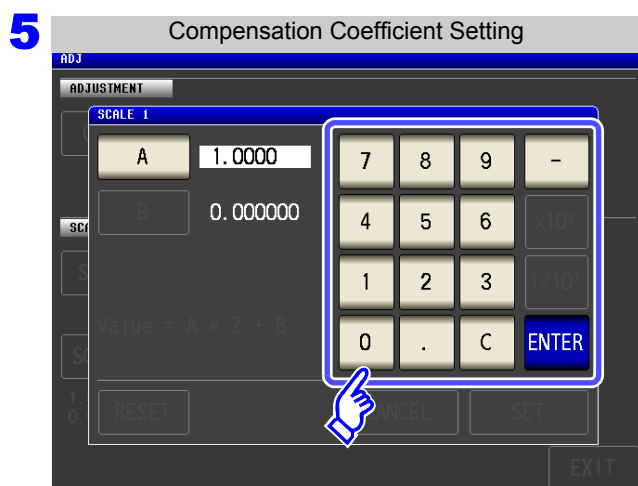 5
Compensation Coefficient Setting
ADJ
ADJUSTMENT
SCALE 1
A 1.0000 7 8 9 -
B 0.000000 4 5 6 x10³
1 2 3 1/10³
Value = A * Z + B
0 . C ENTER
RESET CANCEL SET
EXIT